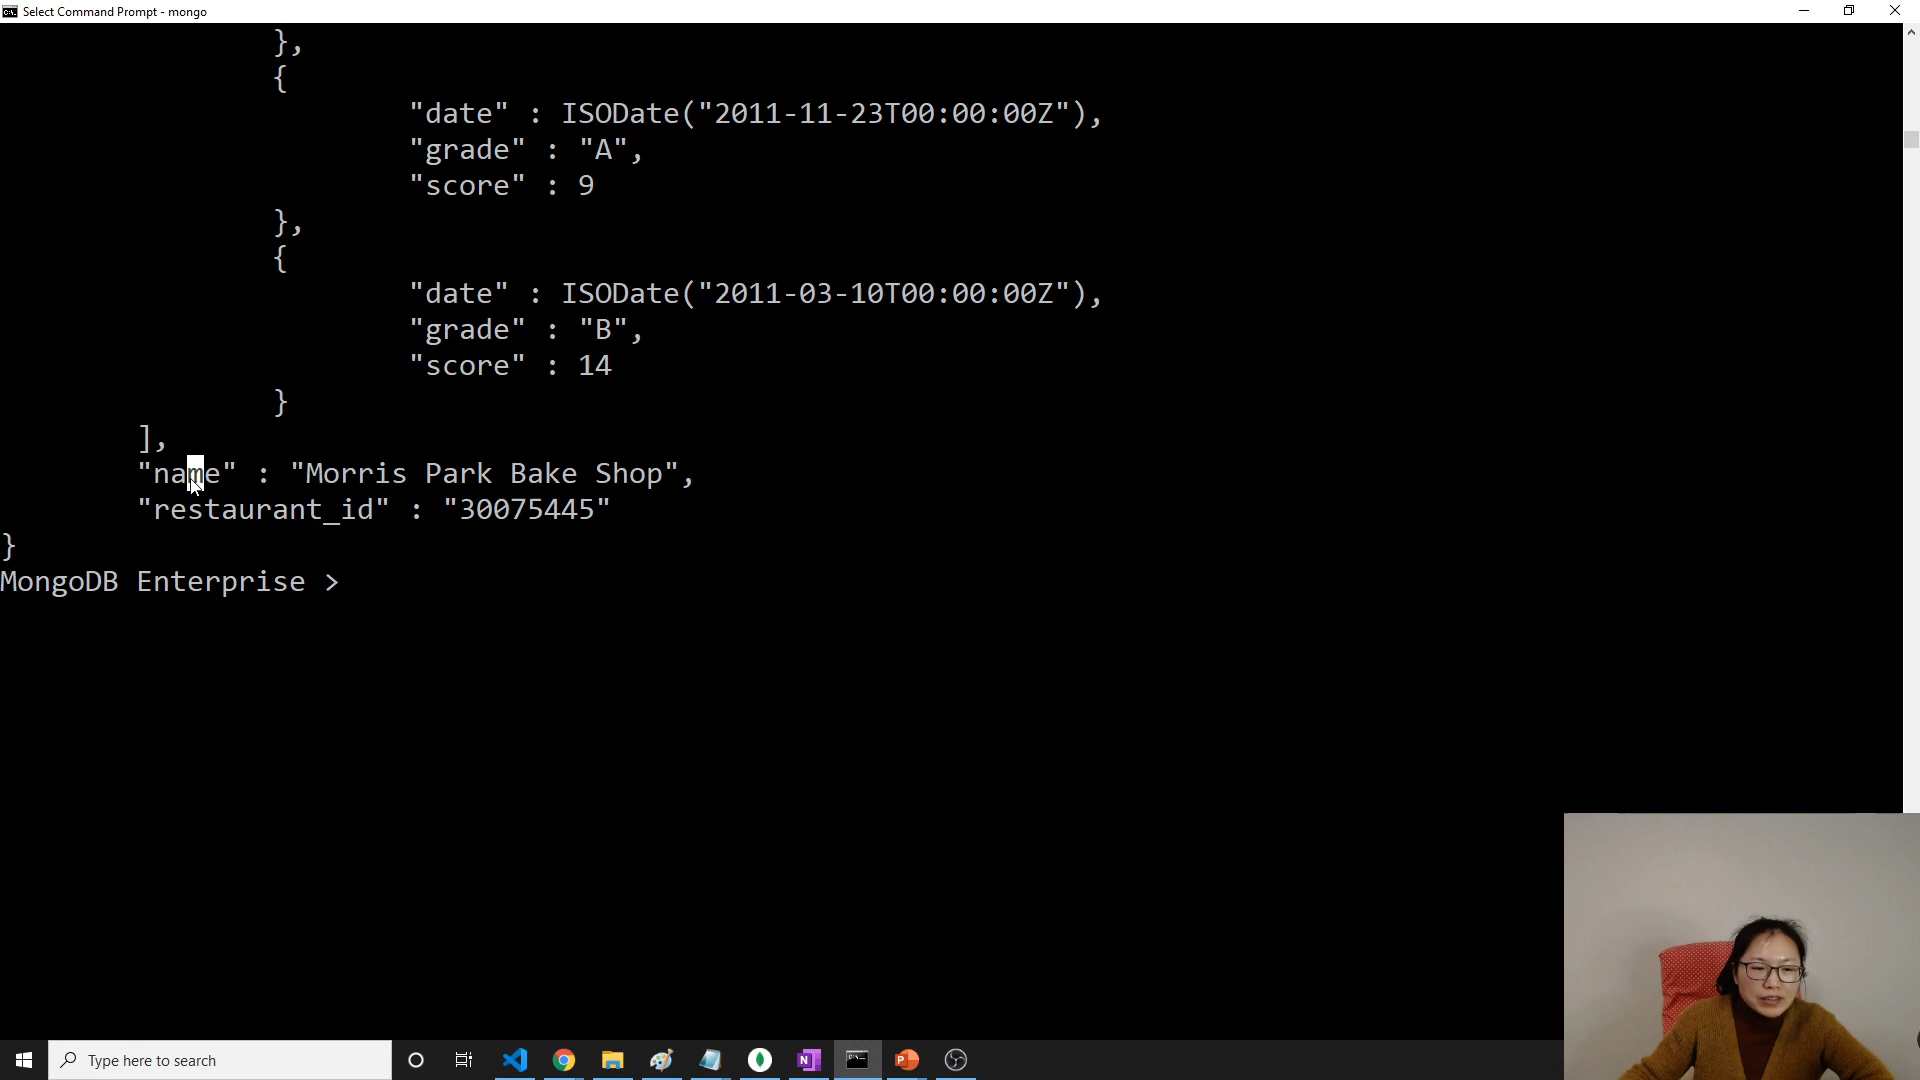 Select Command Prompt - mongo
},
{
"date" : ISODate("2011-11-23T00:00:00Z"),
"grade" : "A",
"score" : 9
},
{
"date" : ISODate("2011-03-10T00:00:00Z"),
"grade" : "B",
"score" : 14
}
],
"name" : "Morris Park Bake Shop",
"restaurant_id" : "30075445"
}
MongoDB Enterprise >
Type here to search